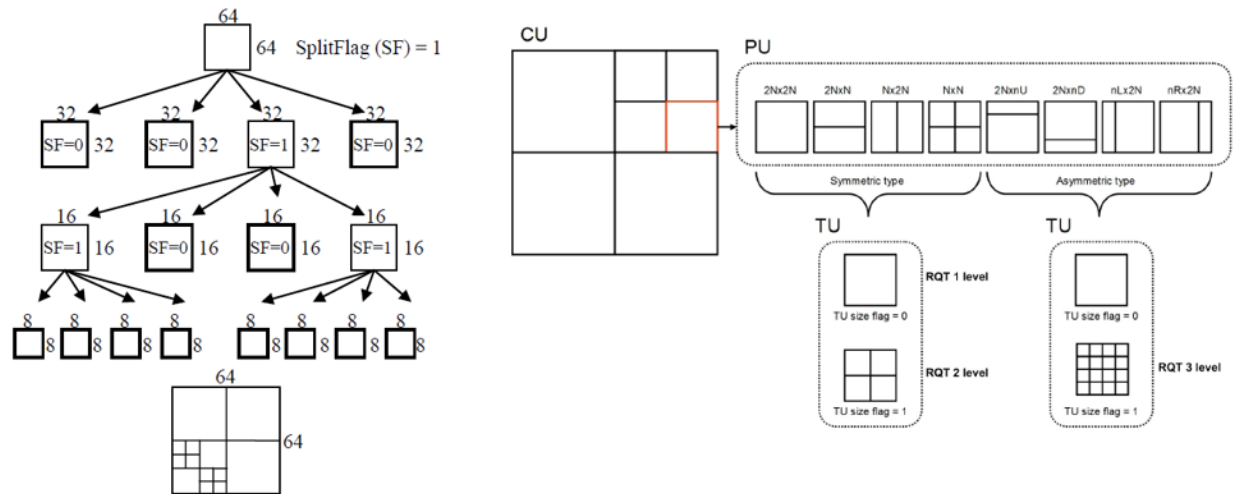 64
64 SplitFlag (SF) = 1
32 32 32 32
SF=0 32 SF=0 32 SF=1 32 SF=0 32
16 16 16 16
SF=1 16 SF=0 16 SF=0 16 SF=1 16
8 8 8 8 8 8 8 8
8 8 8 8 8 8 8 8
64
64
CU
PU
2Nx2N 2NxN Nx2N NxN 2NxnU 2NxnD nLx2N nRx2N
Symmetric type Asymmetric type
TU TU
RQT 1 level
TU size flag = 0 TU size flag = 0
RQT 2 level RQT 3 level
TU size flag = 1 TU size flag = 1